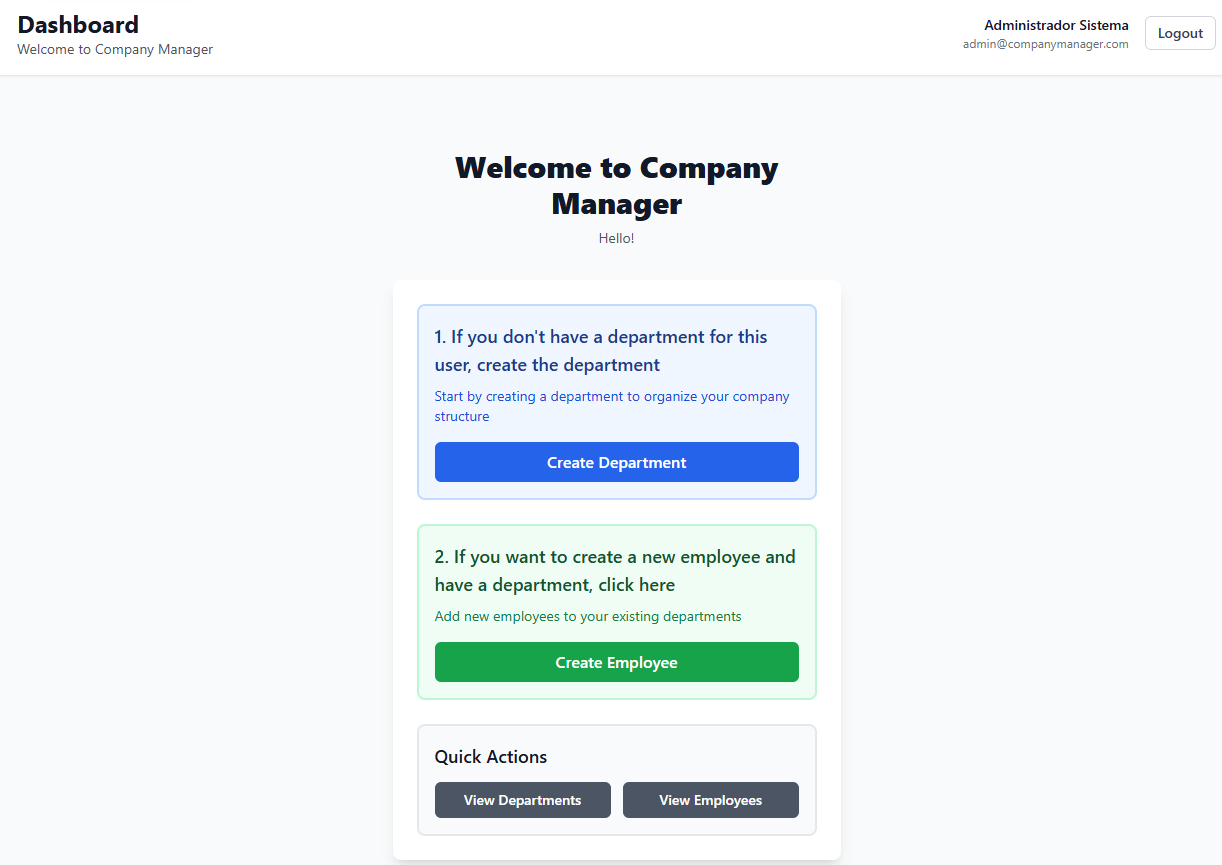 Dashboard
Welcome to Company Manager
Administrador Sistema
admin@companymanager.com
Logout
Welcome to Company
Manager
Hello!
1. If you don't have a department for this
user, create the department
Start by creating a department to organize your company
structure
Create Department
2. If you want to create a new employee and
have a department, click here
Add new employees to your existing departments
Create Employee
Quick Actions
View Departments
View Employees